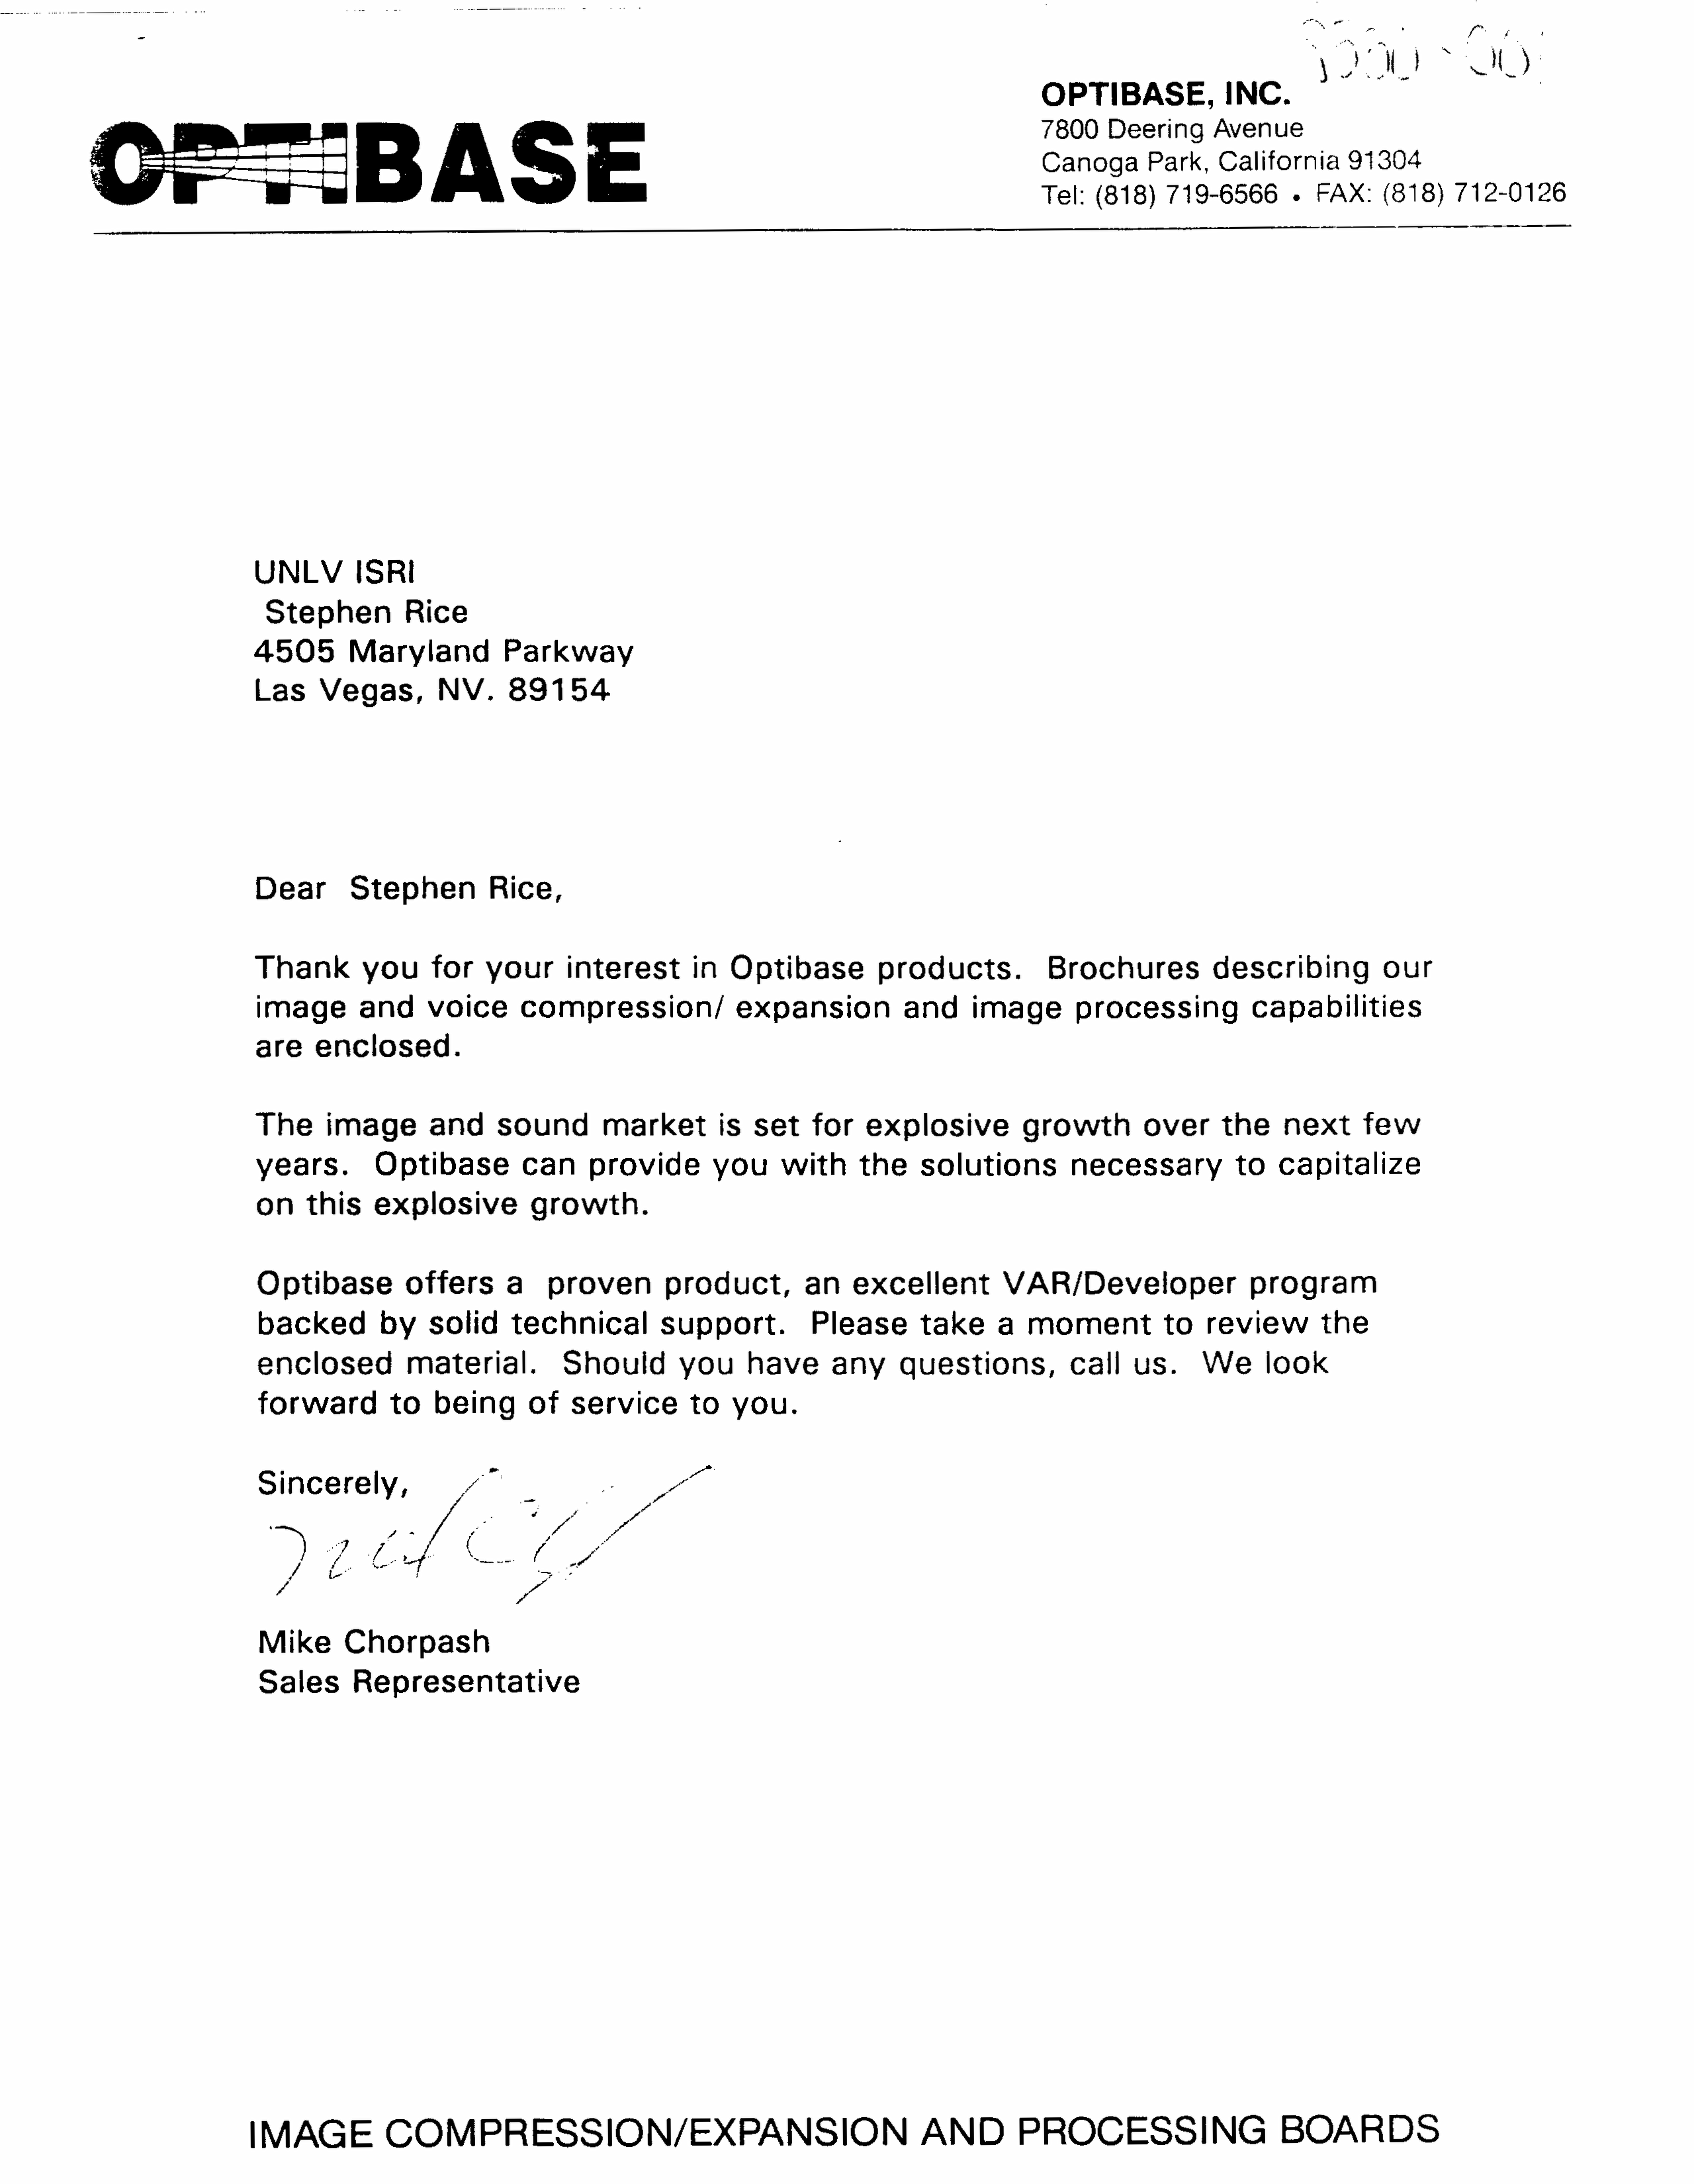 OPTIBASE
OPTIBASE, INC.
7800 Deering Avenue
Canoga Park, California 91304
Tel: (818) 719-6566 • FAX: (818) 712-0126
UNLV ISRI
Stephen Rice
4505 Maryland Parkway
Las Vegas, NV. 89154
Dear Stephen Rice,
Thank you for your interest in Optibase products. Brochures describing our
image and voice compression/ expansion and image processing capabilities
are enclosed.
The image and sound market is set for explosive growth over the next few
years. Optibase can provide you with the solutions necessary to capitalize
on this explosive growth.
Optibase offers a proven product, an excellent VAR/Developer program
backed by solid technical support. Please take a moment to review the
enclosed material. Should you have any questions, call us. We look
forward to being of service to you.
Sincerely,
Mike Chorpash
Sales Representative
IMAGE COMPRESSION/EXPANSION AND PROCESSING BOARDS